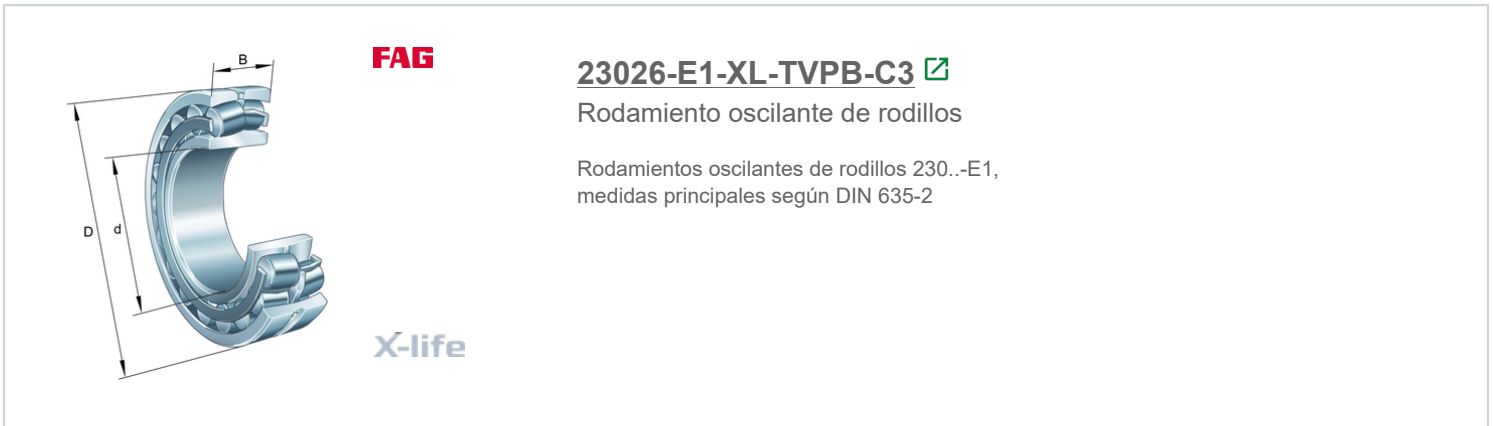 B
D
d
FAG
X-life
23026-E1-XL-TVPB-C3
Rodamiento oscilante de rodillos
Rodamientos oscilantes de rodillos 230..-E1,
medidas principales según DIN 635-2